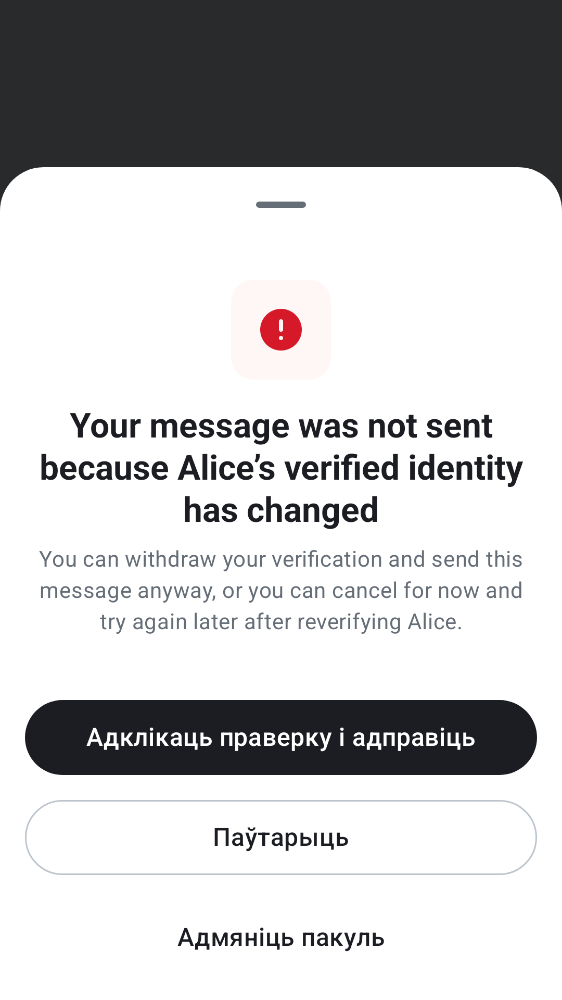 Your message was not sent
because Alice’s verified identity
has changed
You can withdraw your verification and send this
message anyway, or you can cancel for now and
try again later after reverifying Alice.
Адклікаць праверку і адправіць
Паўтарыць
Адмяніць пакуль